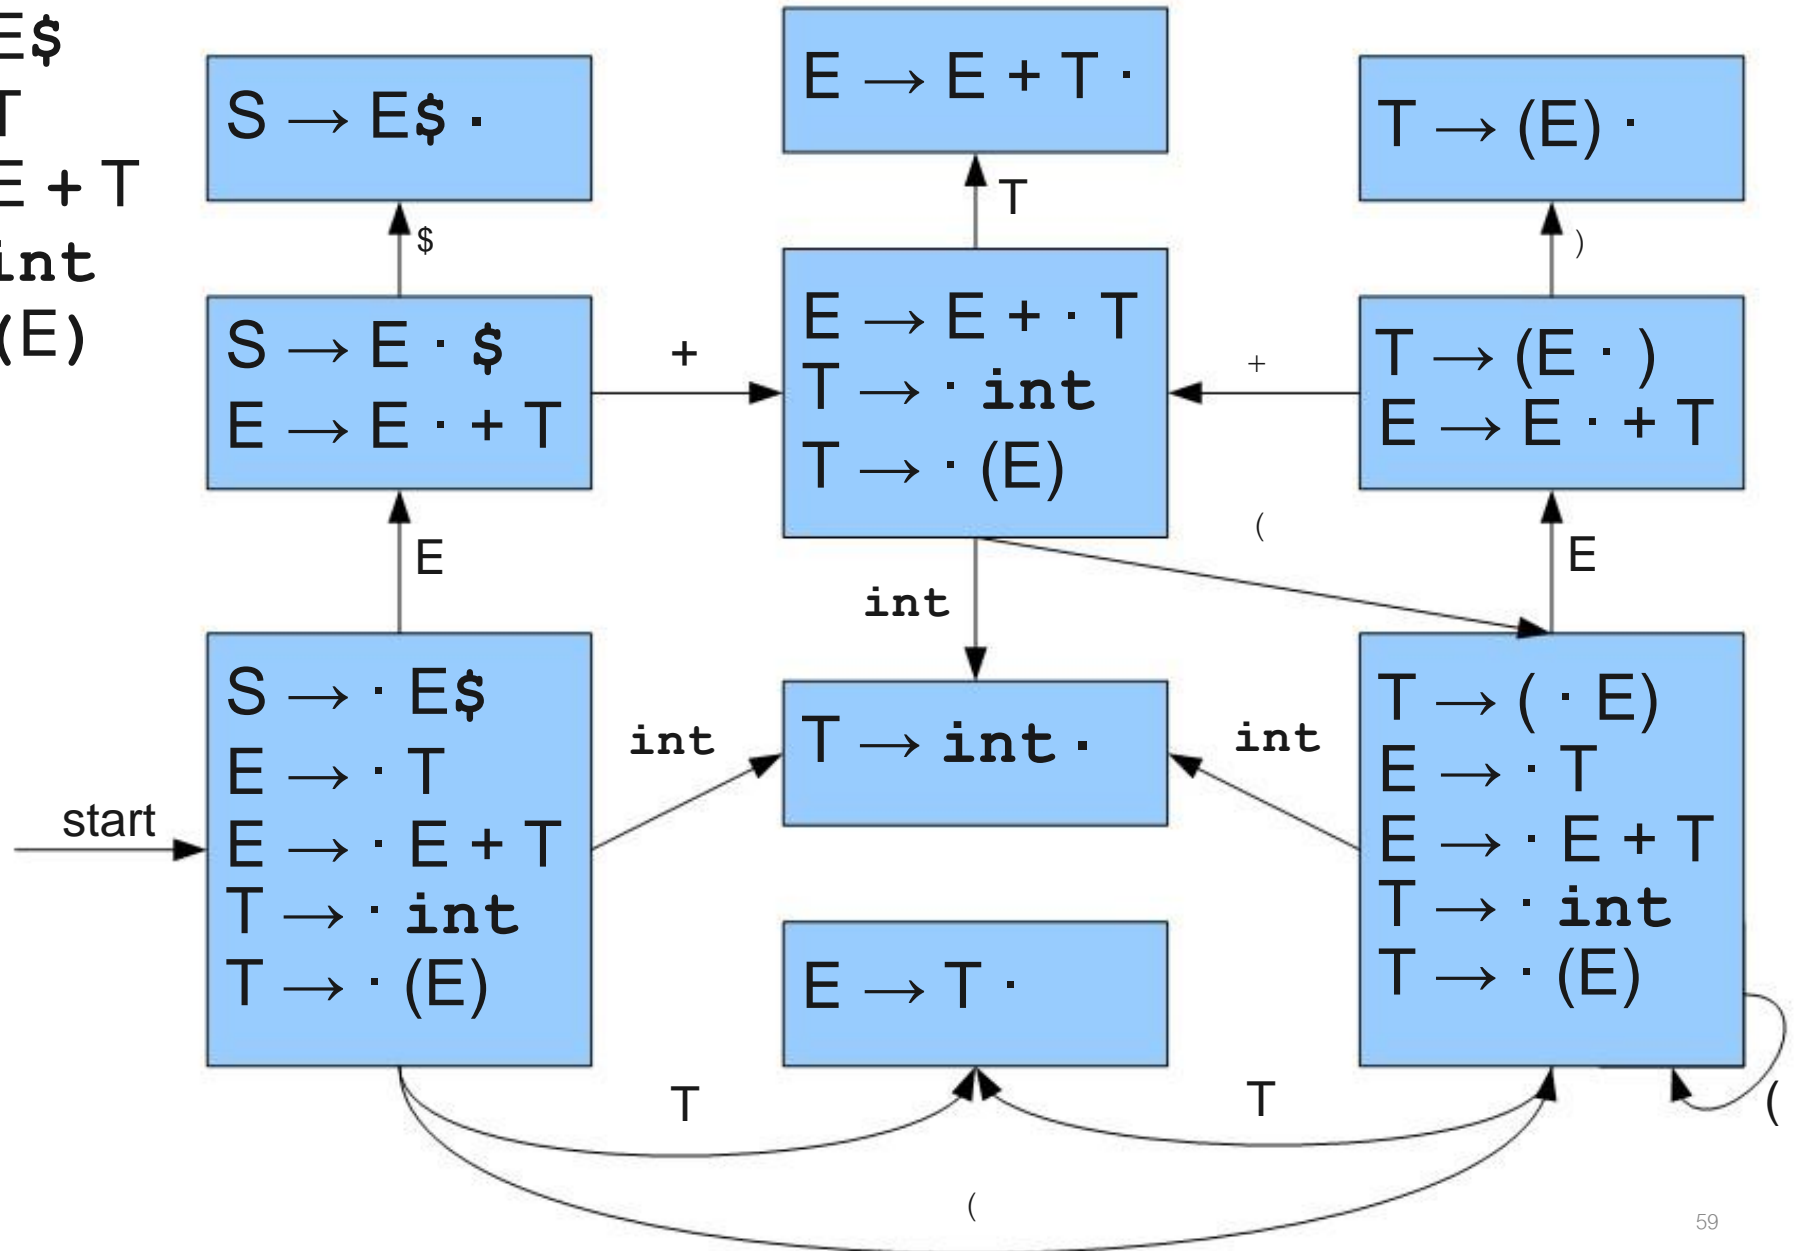 E$
T
E + T
int
(E)
S → E$ ·
$
S → E · $
E → E · + T
E
start
S → · E$
E → · T
E → · E + T
T → · int
T → · (E)
E → E + T ·
T
+
E → E + · T
T → · int
T → · (E)
int
(
int
T → int ·
int
E → T ·
T
T
(
T → (E) ·
)
+
T → (E · )
E → E · + T
E
T → ( · E)
E → · T
E → · E + T
T → · int
T → · (E)
(
59